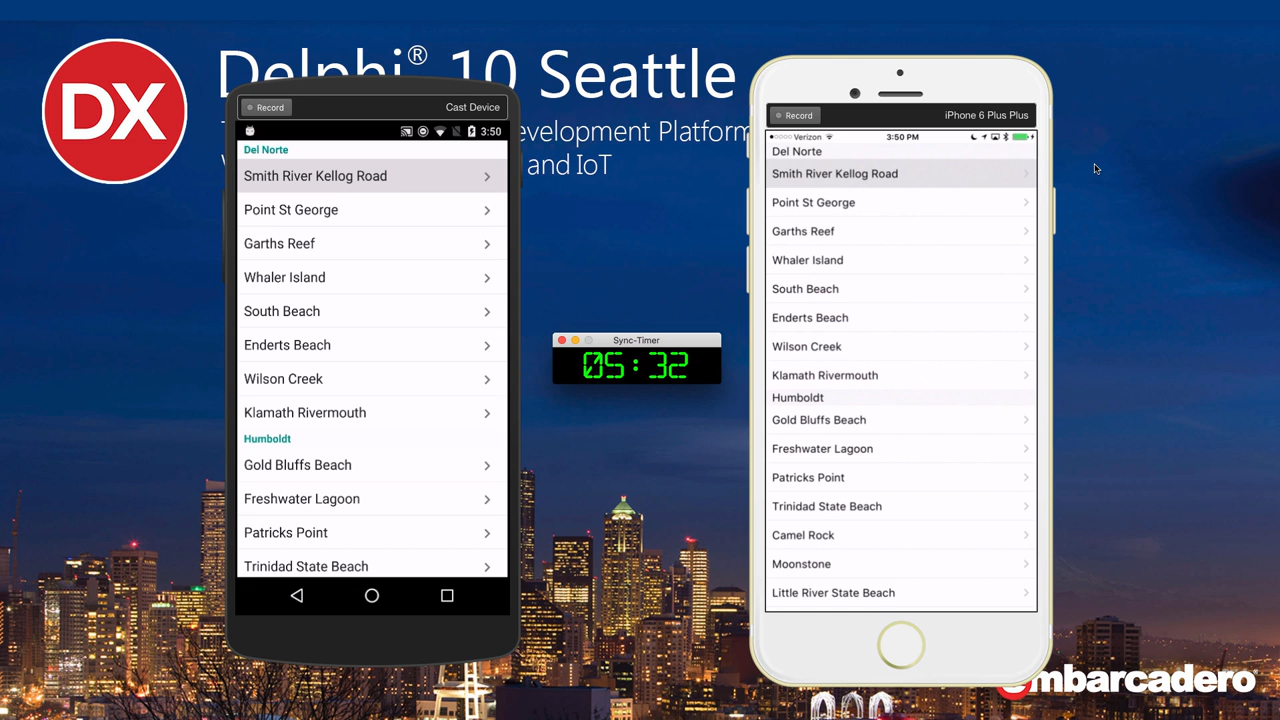 DX
Delphi® 10 Seattle
evelopment Platform
and IoT
Record
Cast Device
3:50
Del Norte
Smith River Kellog Road
Point St George
Garths Reef
Whaler Island
South Beach
Enderts Beach
Wilson Creek
Klamath Rivermouth
Humboldt
Gold Bluffs Beach
Freshwater Lagoon
Patricks Point
Trinidad State Beach
Sync-Timer
05:32
Record
iPhone 6 Plus Plus
Verizon
3:50 PM
Del Norte
Smith River Kellog Road
Point St George
Garths Reef
Whaler Island
South Beach
Enderts Beach
Wilson Creek
Klamath Rivermouth
Humboldt
Gold Bluffs Beach
Freshwater Lagoon
Patricks Point
Trinidad State Beach
Camel Rock
Moonstone
Little River State Beach
embarcadero